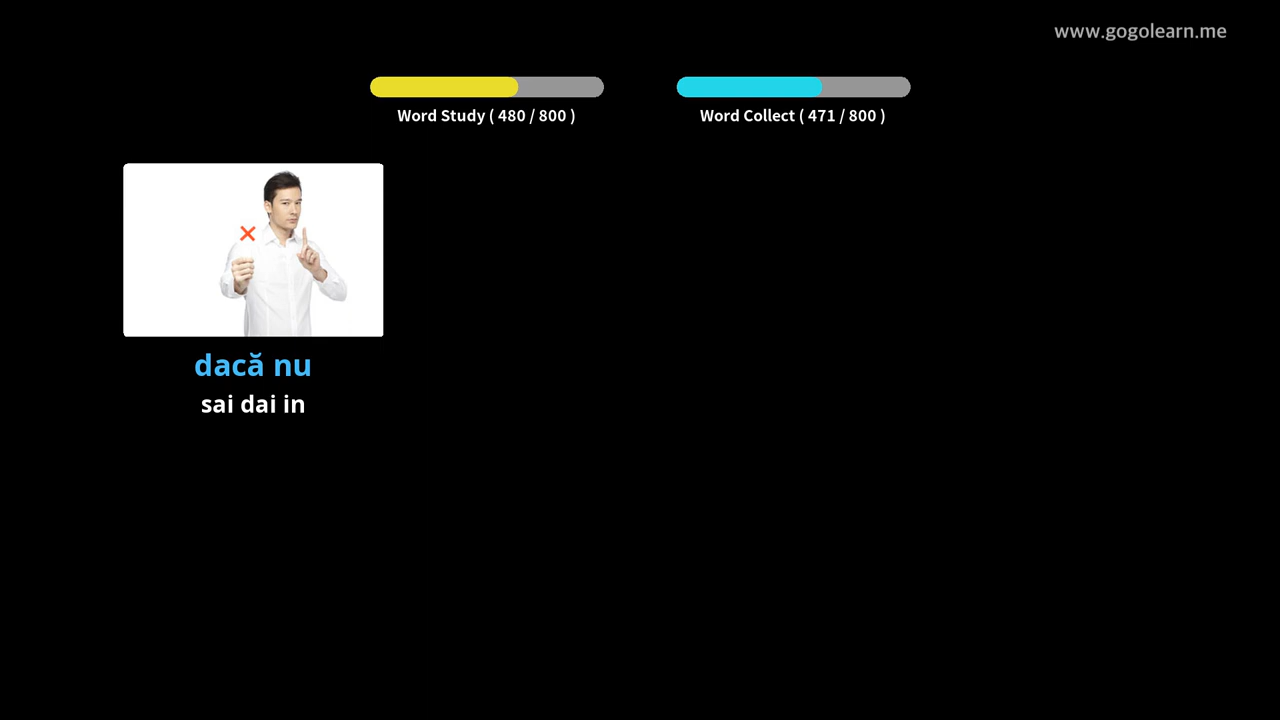 www.gogolearn.me
Word Study ( 480 / 800 )
Word Collect ( 471 / 800 )
dacă nu
sai dai in